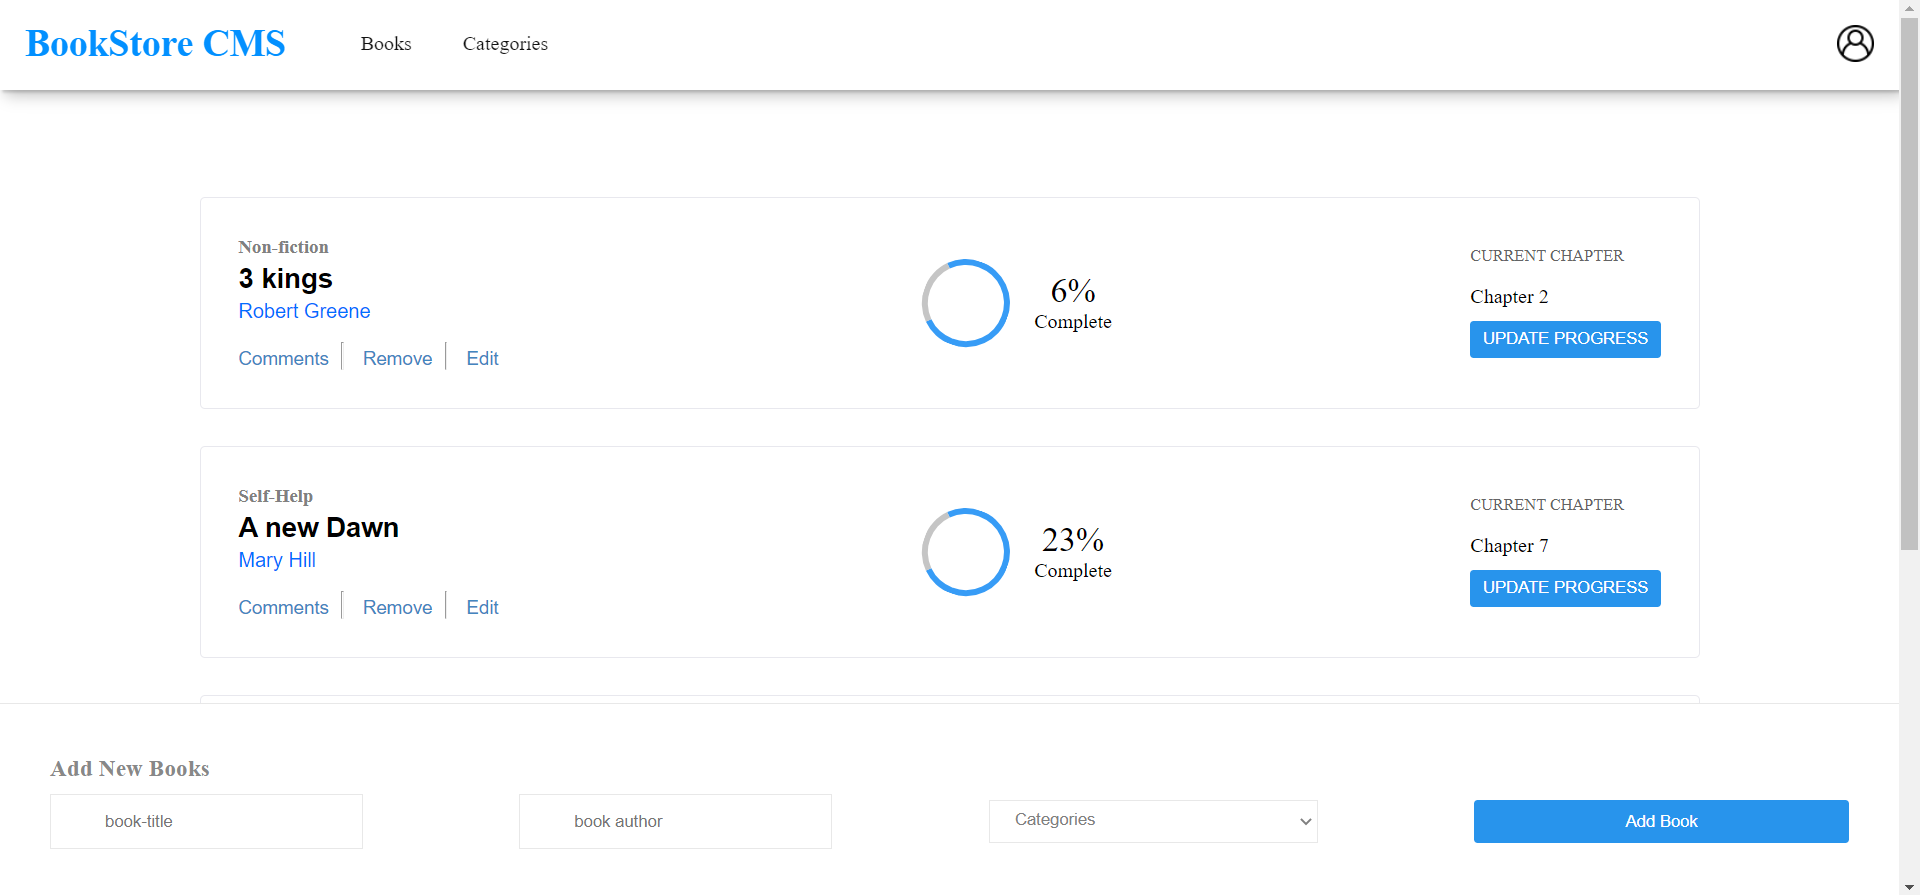 BookStore CMS
Books
Categories
Non-fiction
3 kings
Robert Greene
Comments
Remove
Edit
6%
Complete
CURRENT CHAPTER
Chapter 2
UPDATE PROGRESS
Self-Help
A new Dawn
Mary Hill
Comments
Remove
Edit
23%
Complete
CURRENT CHAPTER
Chapter 7
UPDATE PROGRESS
Add New Books
book-title
book author
Categories
Add Book